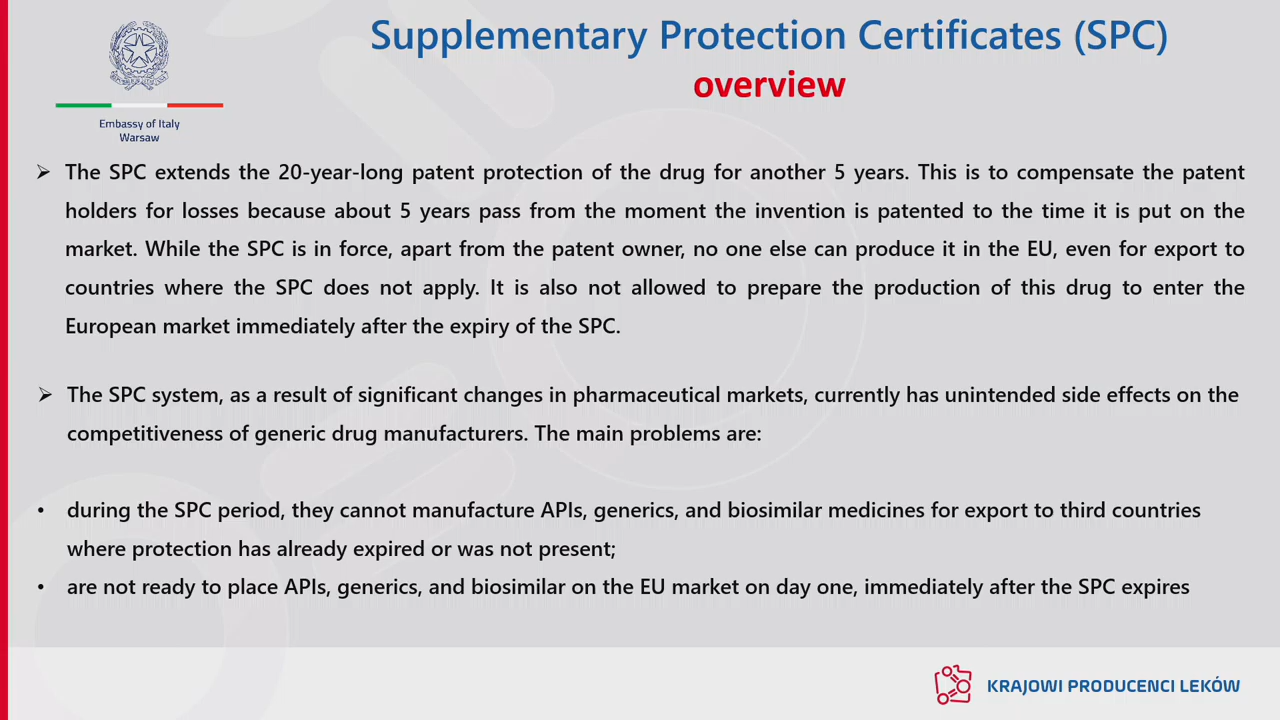 Supplementary Protection Certificates (SPC)
overview
Embassy of Italy
Warsaw
➢ The SPC extends the 20-year-long patent protection of the drug for another 5 years. This is to compensate the patent
holders for losses because about 5 years pass from the moment the invention is patented to the time it is put on the
market. While the SPC is in force, apart from the patent owner, no one else can produce it in the EU, even for export to
countries where the SPC does not apply. It is also not allowed to prepare the production of this drug to enter the
European market immediately after the expiry of the SPC.
➢ The SPC system, as a result of significant changes in pharmaceutical markets, currently has unintended side effects on the
competitiveness of generic drug manufacturers. The main problems are:
• during the SPC period, they cannot manufacture APIs, generics, and biosimilar medicines for export to third countries
where protection has already expired or was not present;
• are not ready to place APIs, generics, and biosimilar on the EU market on day one, immediately after the SPC expires
KRAJOWI PRODUCENCI LEKÓW